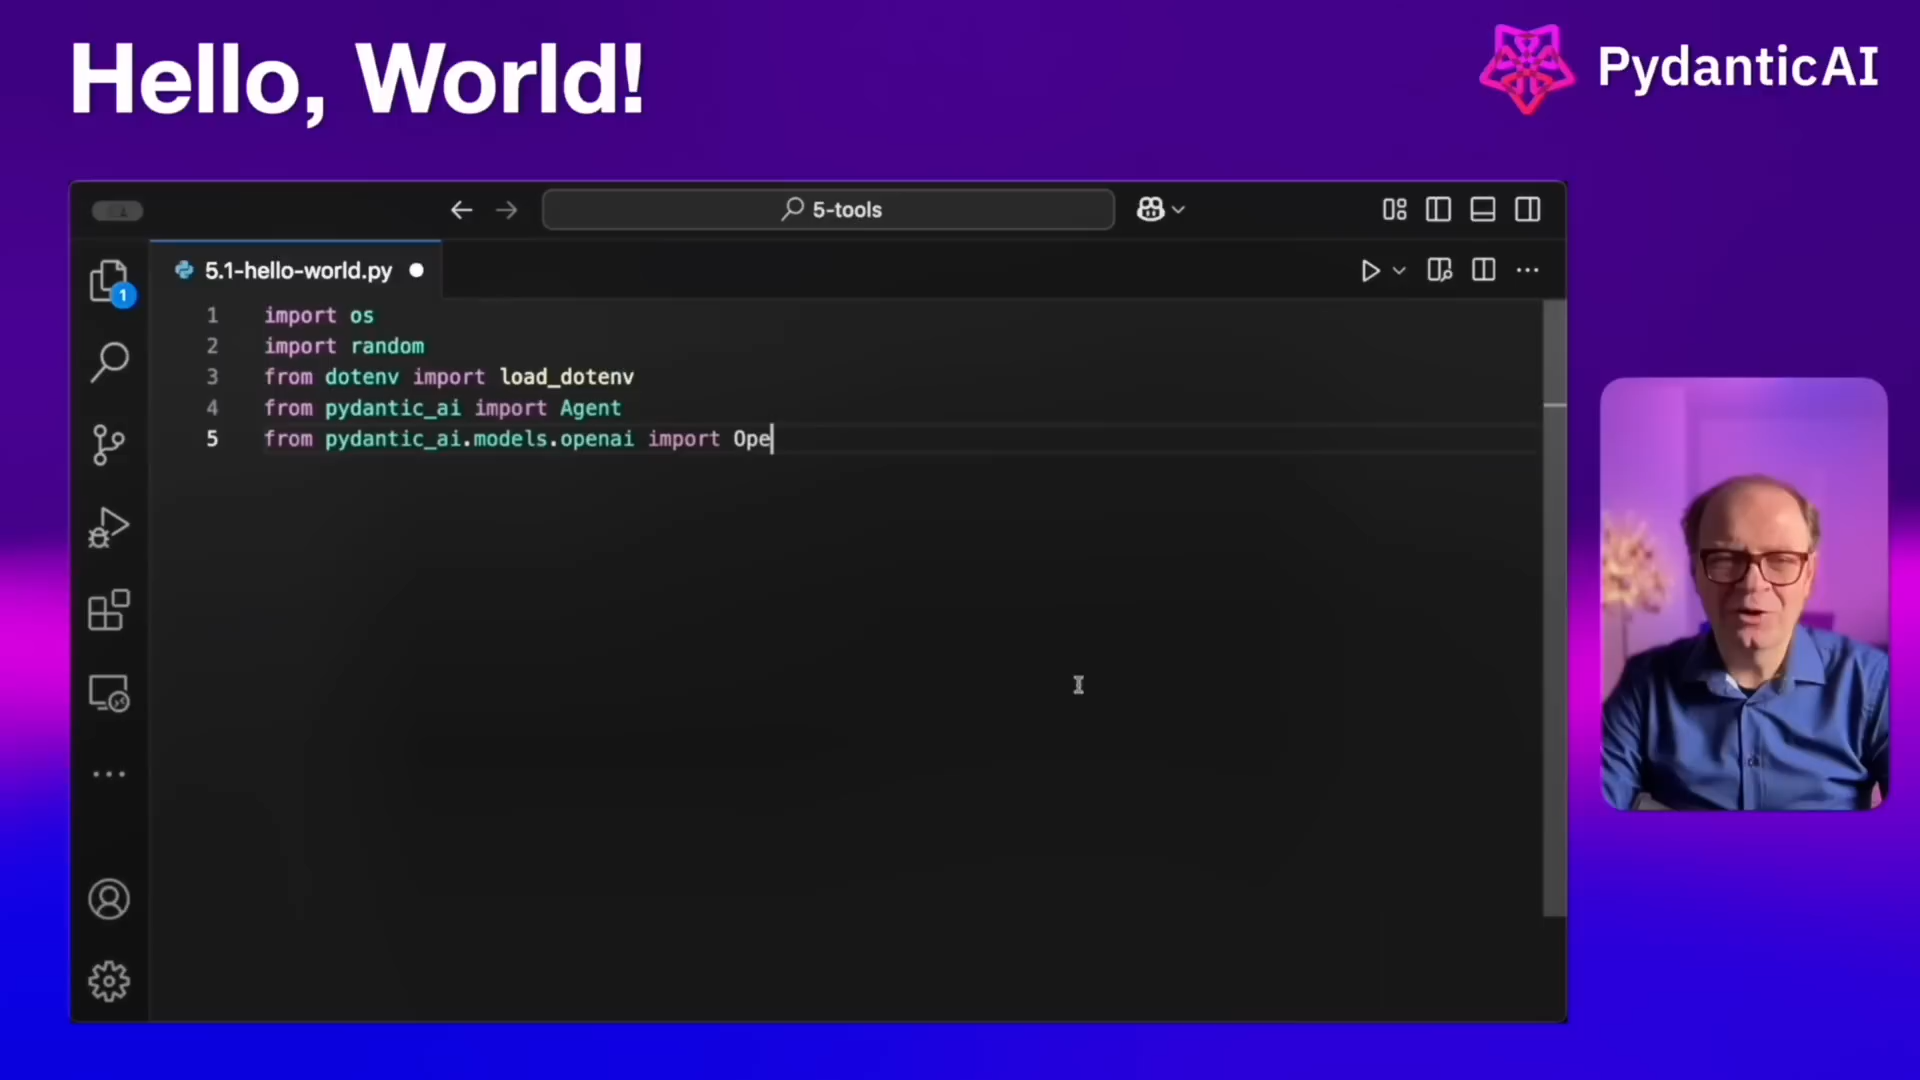 Hello, World!
PydanticAI
5-tools
5.1-hello-world.py
1
1 import os
2 import random
3 from dotenv import load_dotenv
4 from pydantic_ai import Agent
5 from pydantic_ai.models.openai import Ope